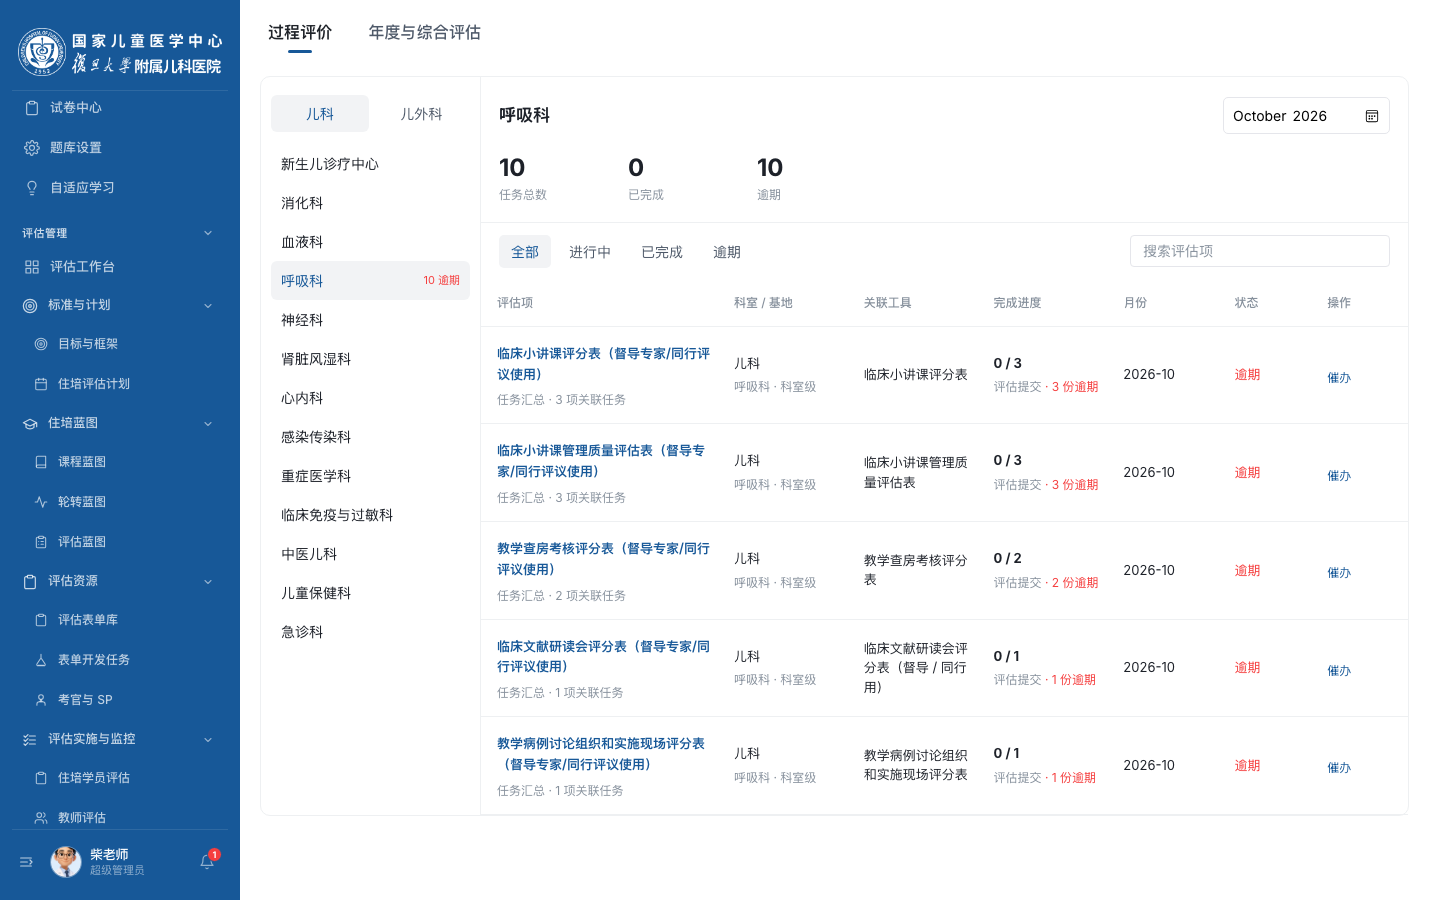 国家儿童医学中心
復旦大学附属儿科医院
1952
试卷中心
题库设置
自适应学习
评估管理
评估工作台
标准与计划
目标与框架
住培评估计划
住培蓝图
课程蓝图
轮转蓝图
评估蓝图
评估资源
评估表单库
表单开发任务
考官与 SP
评估实施与监控
住培学员评估
教师评估
柴老师
超级管理员
1
过程评价
年度与综合评估
儿科
儿外科
新生儿诊疗中心
消化科
血液科
呼吸科
10 逾期
神经科
肾脏风湿科
心内科
感染传染科
重症医学科
临床免疫与过敏科
中医儿科
儿童保健科
急诊科
呼吸科
October 2026
10
任务总数
0
已完成
10
逾期
全部
进行中
已完成
逾期
搜索评估项
评估项
科室 / 基地
关联工具
完成进度
月份
状态
操作
临床小讲课评分表（督导专家/同行评
议使用）
任务汇总 · 3 项关联任务
儿科
呼吸科 · 科室级
临床小讲课评分表
0 / 3
评估提交 · 3 份逾期
2026-10
逾期
催办
临床小讲课管理质量评估表（督导专
家/同行评议使用）
任务汇总 · 3 项关联任务
儿科
呼吸科 · 科室级
临床小讲课管理质
量评估表
0 / 3
评估提交 · 3 份逾期
2026-10
逾期
催办
教学查房考核评分表（督导专家/同行
评议使用）
任务汇总 · 2 项关联任务
儿科
呼吸科 · 科室级
教学查房考核评分
表
0 / 2
评估提交 · 2 份逾期
2026-10
逾期
催办
临床文献研读会评分表（督导专家/同
行评议使用）
任务汇总 · 1 项关联任务
儿科
呼吸科 · 科室级
临床文献研读会评
分表（督导 / 同行
用）
0 / 1
评估提交 · 1 份逾期
2026-10
逾期
催办
教学病例讨论组织和实施现场评分表
（督导专家/同行评议使用）
任务汇总 · 1 项关联任务
儿科
呼吸科 · 科室级
教学病例讨论组织
和实施现场评分表
0 / 1
评估提交 · 1 份逾期
2026-10
逾期
催办